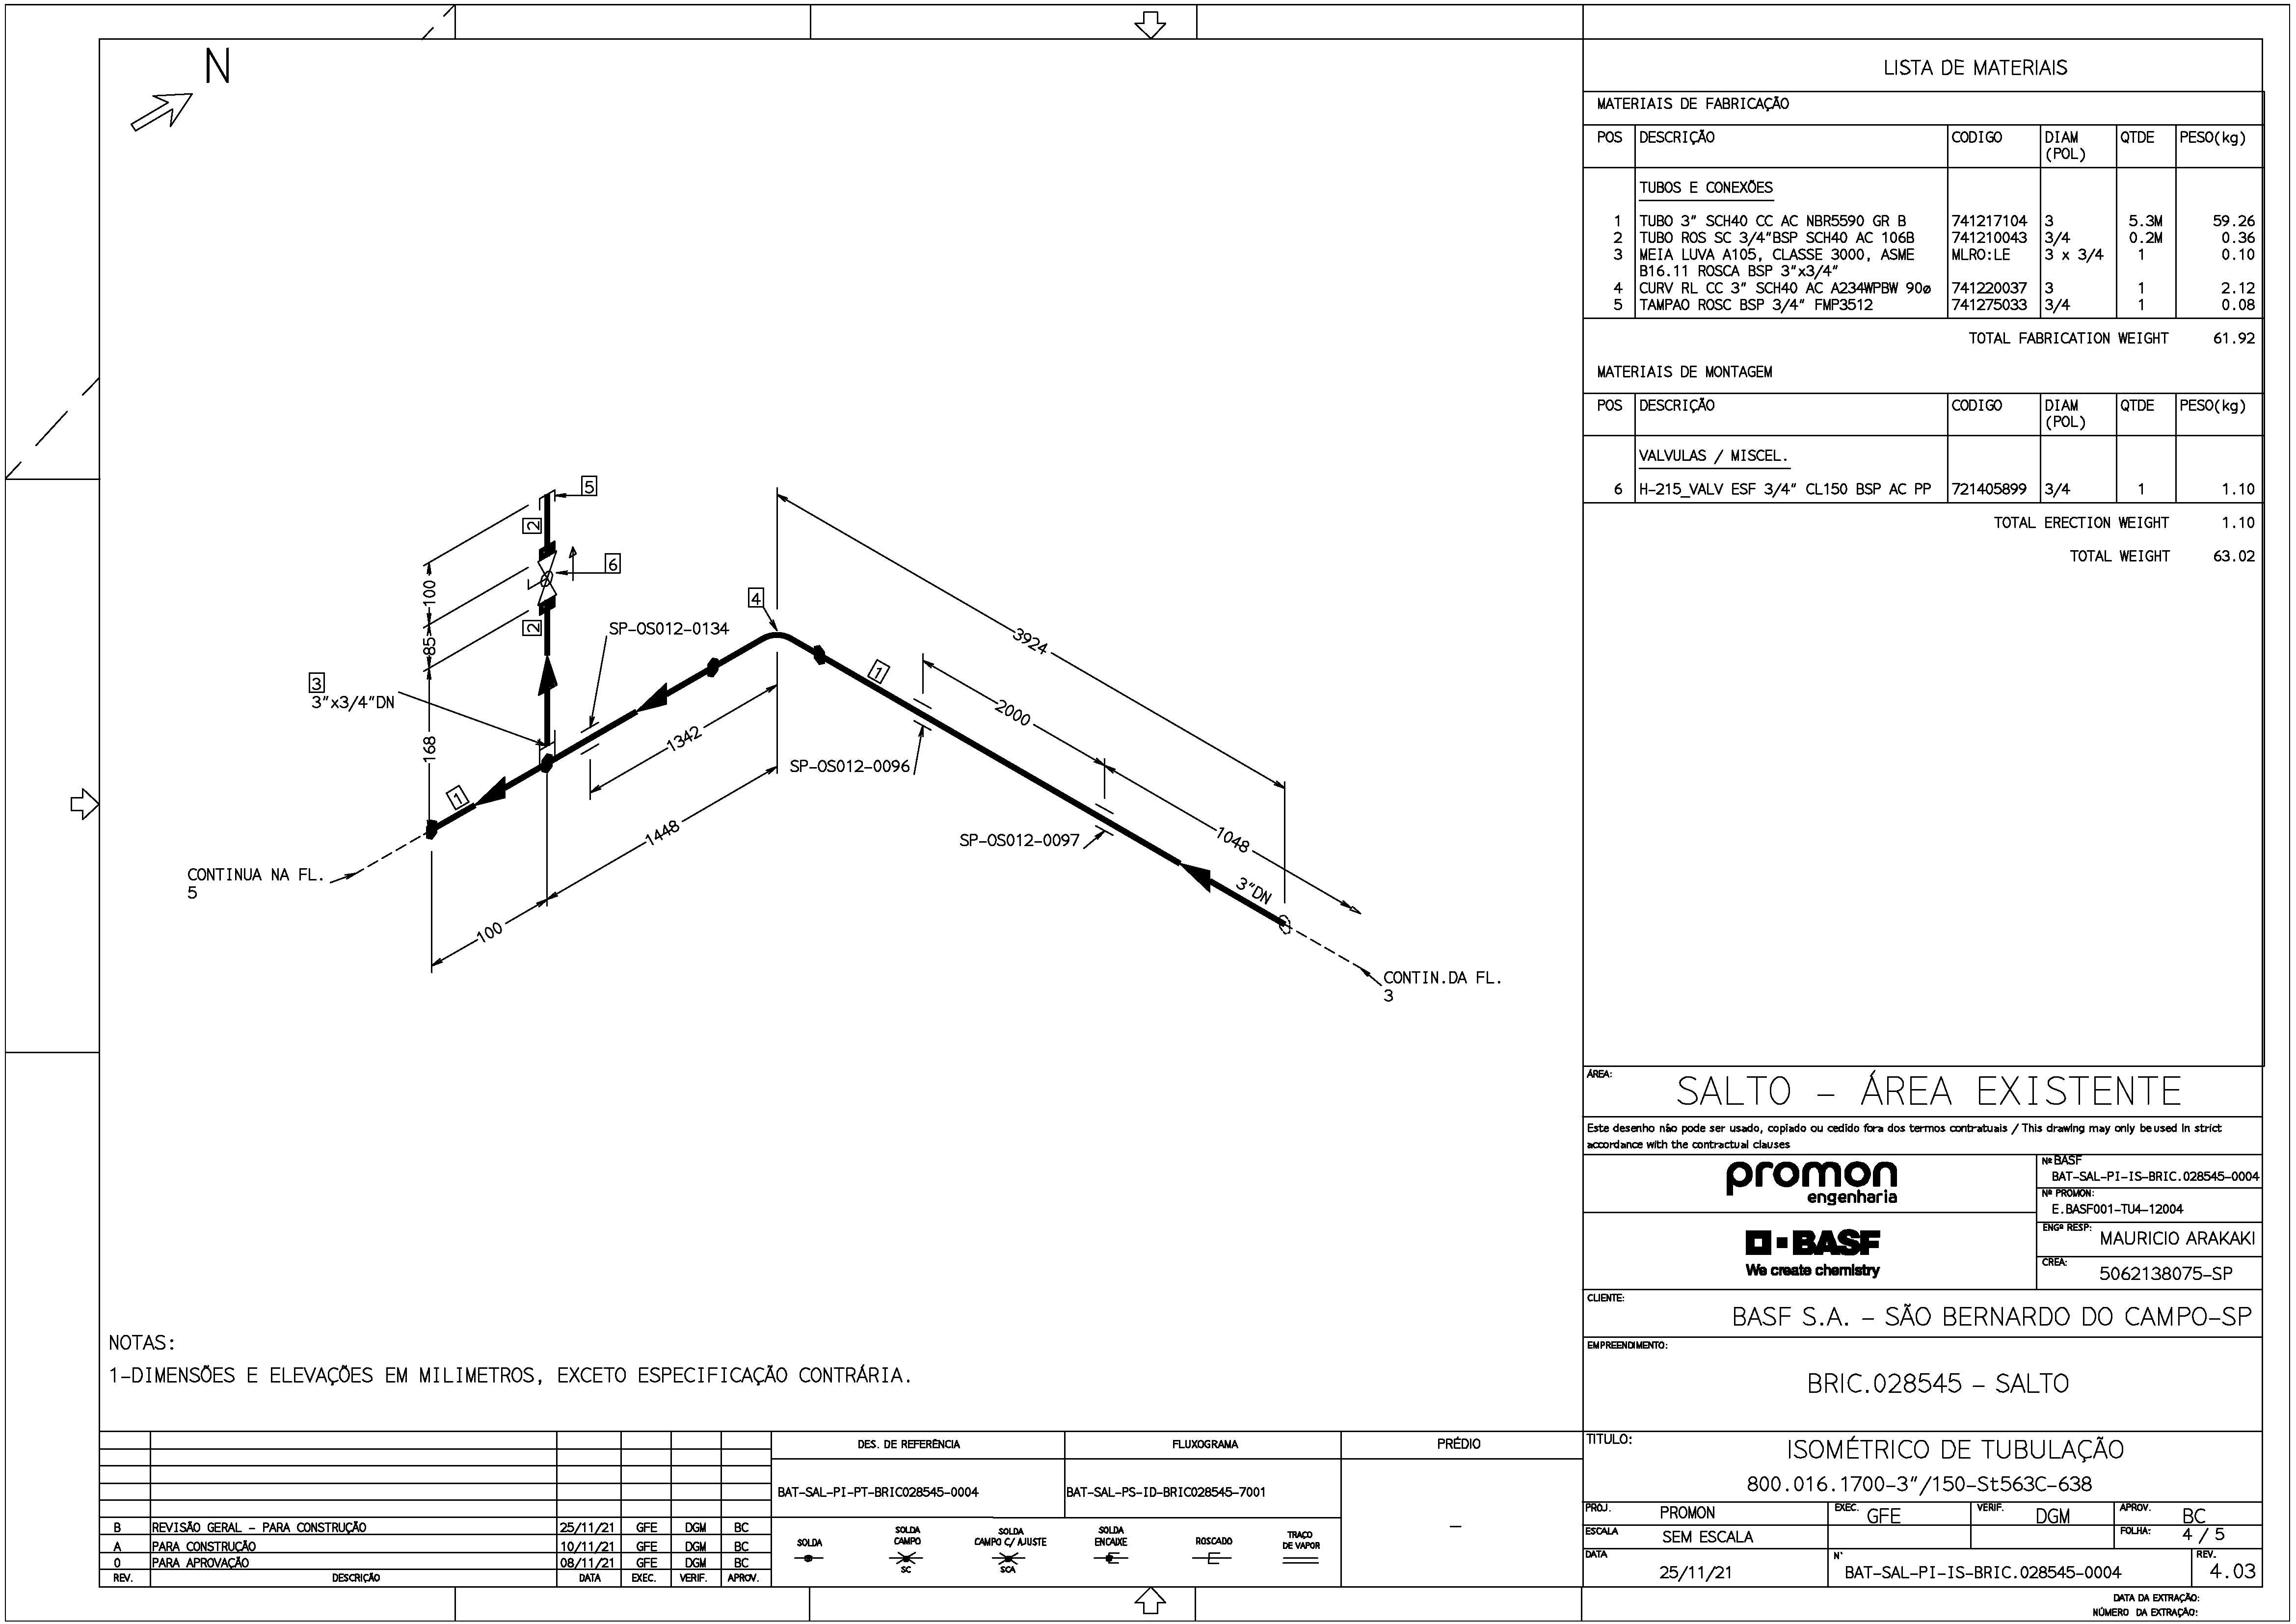 N
LISTA DE MATERIAIS
MATERIAIS DE FABRICAÇÃO
POS DESCRIÇÃO CODIGO DIAM (POL) QTDE PESO(kg)
TUBOS E CONEXÕES
1 TUBO 3" SCH40 CC AC NBR5590 GR B 741217104 3 5.3M 59.26
2 TUBO ROS SC 3/4"BSP SCH40 AC 106B 741210043 3/4 0.2M 0.36
3 MEIA LUVA A105, CLASSE 3000, ASME MLRO:LE 3 x 3/4 1 0.10
B16.11 ROSCA BSP 3"x3/4"
4 CURV RL CC 3" SCH40 AC A234WPBW 90ø 741220037 3 1 2.12
5 TAMPAO ROSC BSP 3/4" FMP3512 741275033 3/4 1 0.08
TOTAL FABRICATION WEIGHT 61.92
MATERIAIS DE MONTAGEM
POS DESCRIÇÃO CODIGO DIAM (POL) QTDE PESO(kg)
VALVULAS / MISCEL.
6 H-215_VALV ESF 3/4" CL150 BSP AC PP 721405899 3/4 1 1.10
TOTAL ERECTION WEIGHT 1.10
TOTAL WEIGHT 63.02
5
2
6
100
4
2
SP-OS012-0134
85
3924
3
3"x3/4"DN
1
2000
168
1342
SP-OS012-0096
1
1448
SP-OS012-0097
1048
CONTINUA NA FL.
5
3"DN
100
CONTIN.DA FL.
3
NOTAS:
1-DIMENSÕES E ELEVAÇÕES EM MILIMETROS, EXCETO ESPECIFICAÇÃO CONTRÁRIA.
ÁREA:
SALTO - ÁREA EXISTENTE
Este desenho não pode ser usado, copiado ou cedido fora dos termos contratuais / This drawing may only be used in strict
accordance with the contractual clauses
promon
engenharia
Nº BASF
BAT-SAL-PI-IS-BRIC.028545-0004
Nº PROMON:
E.BASF001-TU4-12004
BASF
We create chemistry
ENGº RESP:
MAURICIO ARAKAKI
CREA:
5062138075-SP
CLIENTE:
BASF S.A. - SÃO BERNARDO DO CAMPO-SP
EMPREENDIMENTO:
BRIC.028545 - SALTO
TITULO:
ISOMÉTRICO DE TUBULAÇÃO
800.016.1700-3"/150-St563C-638
PROJ. PROMON EXEC. GFE VERIF. DGM APROV. BC
ESCALA SEM ESCALA FOLHA: 4 / 5
DATA 25/11/21 N° BAT-SAL-PI-IS-BRIC.028545-0004 REV. 4.03
DATA DA EXTRAÇÃO:
NÚMERO DA EXTRAÇÃO:
DES. DE REFERÊNCIA FLUXOGRAMA PRÉDIO
BAT-SAL-PI-PT-BRIC028545-0004 BAT-SAL-PS-ID-BRIC028545-7001 -
B REVISÃO GERAL - PARA CONSTRUÇÃO 25/11/21 GFE DGM BC
A PARA CONSTRUÇÃO 10/11/21 GFE DGM BC
0 PARA APROVAÇÃO 08/11/21 GFE DGM BC
REV. DESCRIÇÃO DATA EXEC. VERIF. APROV.
SOLDA
SOLDA CAMPO
SC
SOLDA CAMPO C/ AJUSTE
SCA
SOLDA ENCAIXE
ROSCADO
TRAÇO DE VAPOR